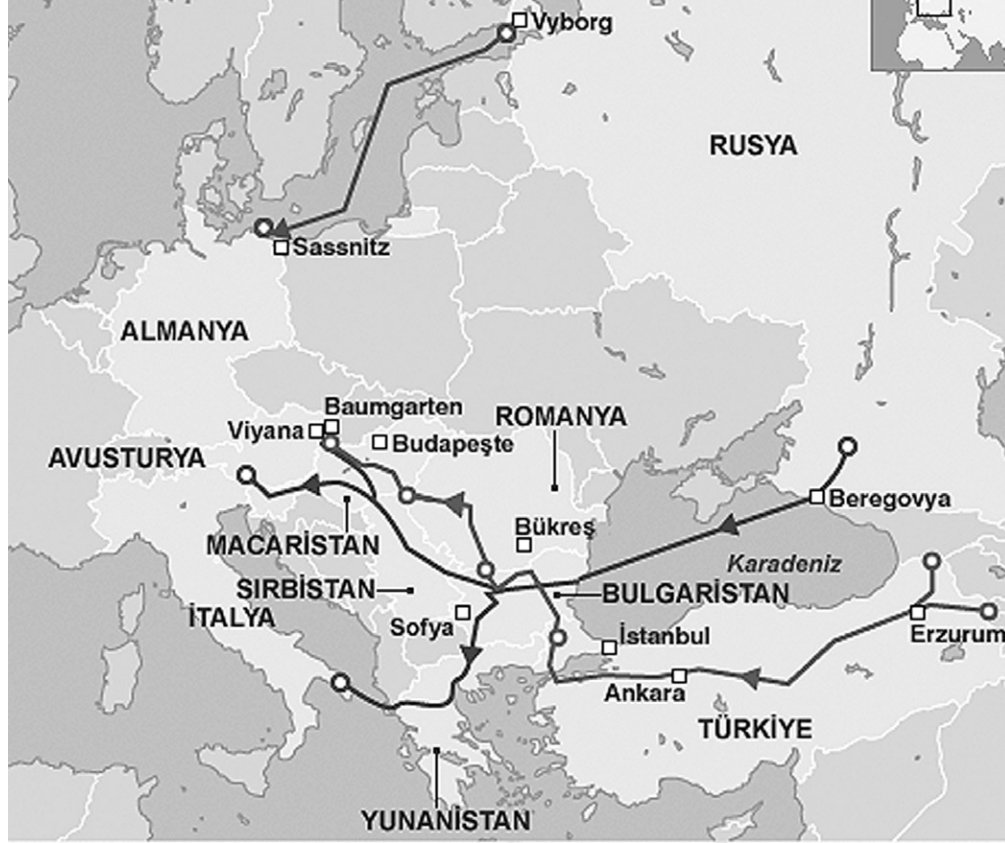 Vyborg
RUSYA
Sassnitz
ALMANYA
Baumgarten
ROMANYA
Viyana
Budapeşte
AVUSTURYA
Beregovya
Bükreş
MACARİSTAN
Karadeniz
SIRBİSTAN
BULGARİSTAN
İTALYA
Sofya
İstanbul
Erzurum
Ankara
TÜRKİYE
YUNANİSTAN